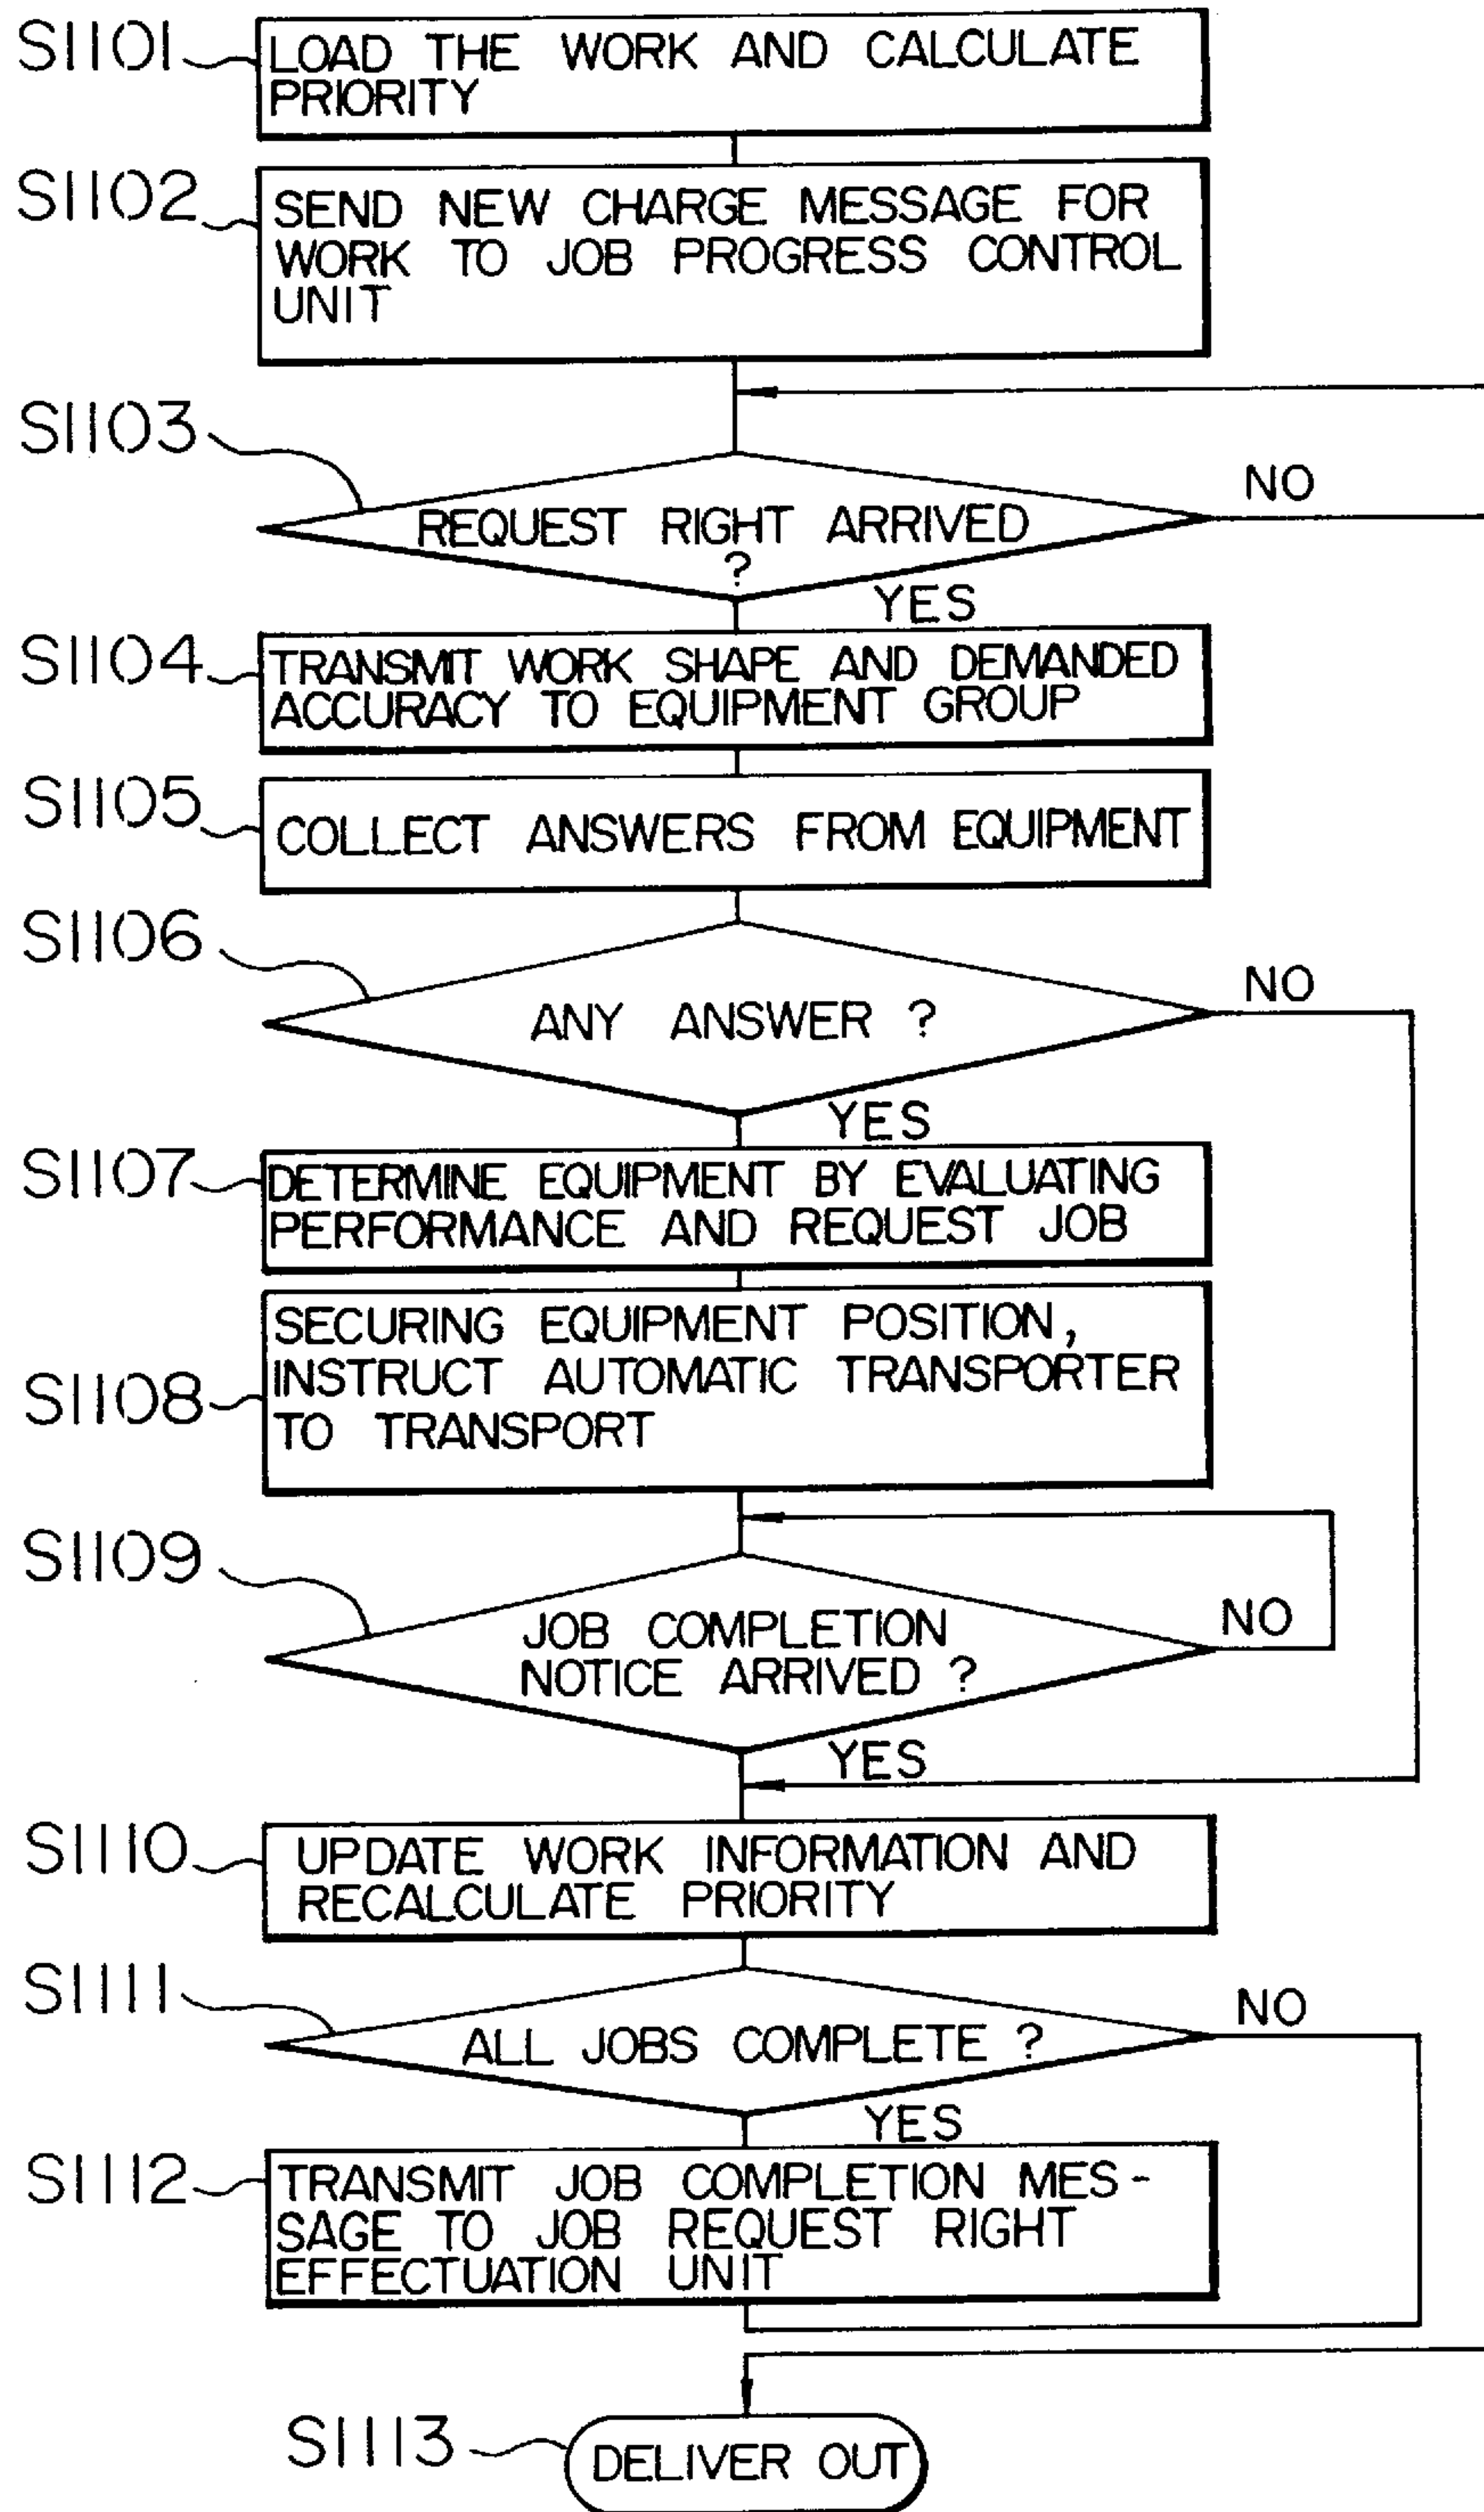 S1101
LOAD THE WORK AND CALCULATE
PRIORITY
S1102
SEND NEW CHARGE MESSAGE FOR
WORK TO JOB PROGRESS CONTROL
UNIT
S1103
REQUEST RIGHT ARRIVED
?
NO
YES
S1104
TRANSMIT WORK SHAPE AND DEMANDED
ACCURACY TO EQUIPMENT GROUP
S1105
COLLECT ANSWERS FROM EQUIPMENT
S1106
ANY ANSWER ?
NO
YES
S1107
DETERMINE EQUIPMENT BY EVALUATING
PERFORMANCE AND REQUEST JOB
S1108
SECURING EQUIPMENT POSITION,
INSTRUCT AUTOMATIC TRANSPORTER
TO TRANSPORT
S1109
JOB COMPLETION
NOTICE ARRIVED ?
NO
YES
S1110
UPDATE WORK INFORMATION AND
RECALCULATE PRIORITY
S1111
ALL JOBS COMPLETE ?
NO
YES
S1112
TRANSMIT JOB COMPLETION MES-
SAGE TO JOB REQUEST RIGHT
EFFECTUATION UNIT
S1113
DELIVER OUT